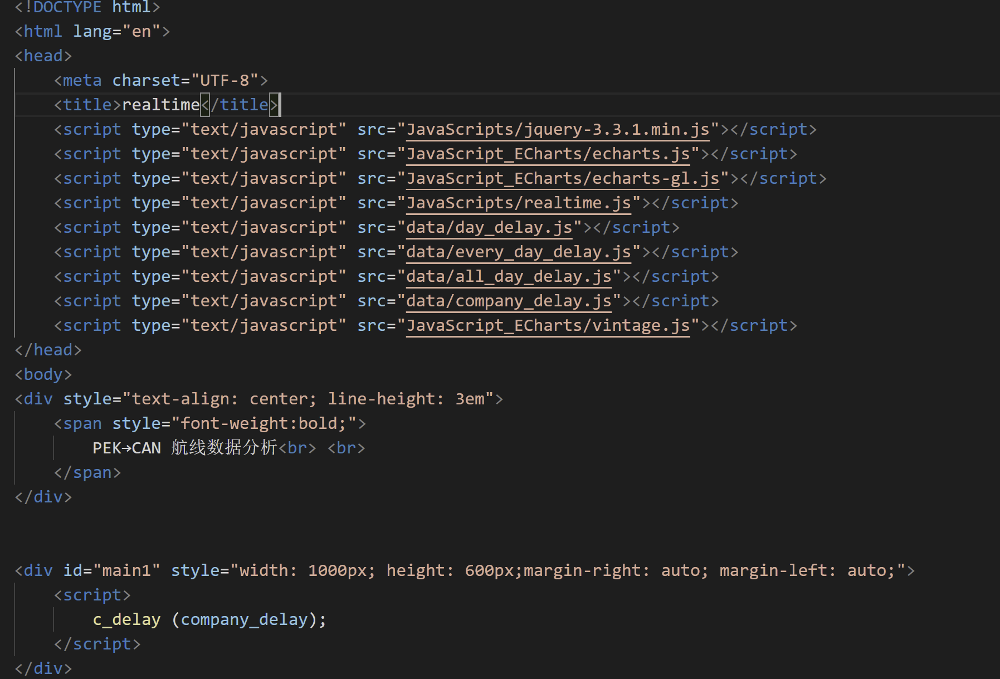 <!DOCTYPE html>
<html lang="en">
<head>
    <meta charset="UTF-8">
    <title>realtime</title>
    <script type="text/javascript" src="JavaScripts/jquery-3.3.1.min.js"></script>
    <script type="text/javascript" src="JavaScript_ECharts/echarts.js"></script>
    <script type="text/javascript" src="JavaScript_ECharts/echarts-gl.js"></script>
    <script type="text/javascript" src="JavaScripts/realtime.js"></script>
    <script type="text/javascript" src="data/day_delay.js"></script>
    <script type="text/javascript" src="data/every_day_delay.js"></script>
    <script type="text/javascript" src="data/all_day_delay.js"></script>
    <script type="text/javascript" src="data/company_delay.js"></script>
    <script type="text/javascript" src="JavaScript_ECharts/vintage.js"></script>
</head>
<body>
<div style="text-align: center; line-height: 3em">
    <span style="font-weight:bold;">
        PEK→CAN 航线数据分析<br> <br>
    </span>
</div>
<div id="main1" style="width: 1000px; height: 600px;margin-right: auto; margin-left: auto;">
    <script>
        c_delay (company_delay);
    </script>
</div>